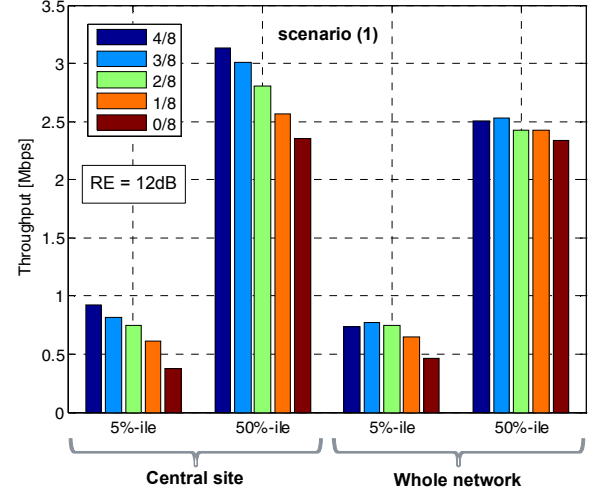 Throughput [Mbps]
3.5
3
2.5
2
1.5
1
0.5
0
scenario (1)
4/8
3/8
2/8
1/8
0/8
RE = 12dB
5%-ile
50%-ile
5%-ile
50%-ile
Central site
Whole network